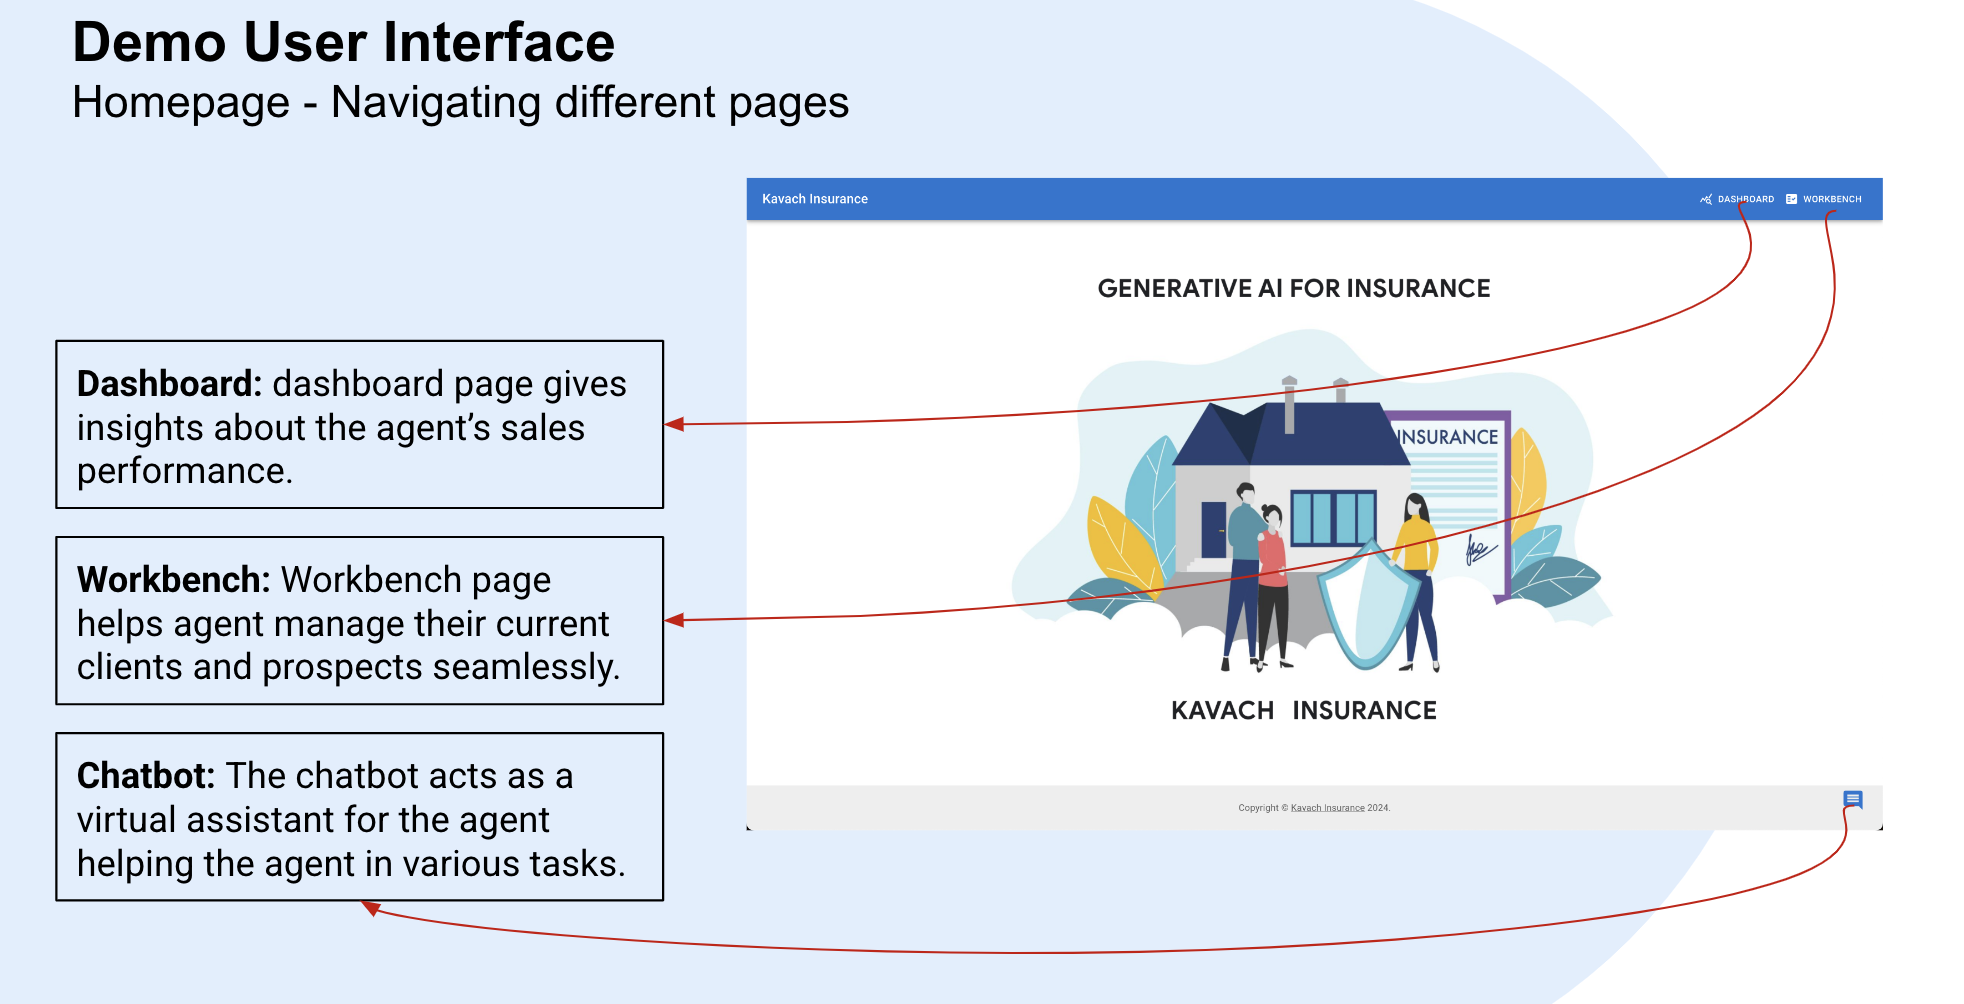 Demo User Interface
Homepage - Navigating different pages
Kavach Insurance
DASHBOARD
WORKBENCH
GENERATIVE AI FOR INSURANCE
INSURANCE
KAVACH INSURANCE
Copyright © Kavach Insurance 2024.
Dashboard: dashboard page gives
insights about the agent’s sales
performance.
Workbench: Workbench page
helps agent manage their current
clients and prospects seamlessly.
Chatbot: The chatbot acts as a
virtual assistant for the agent
helping the agent in various tasks.